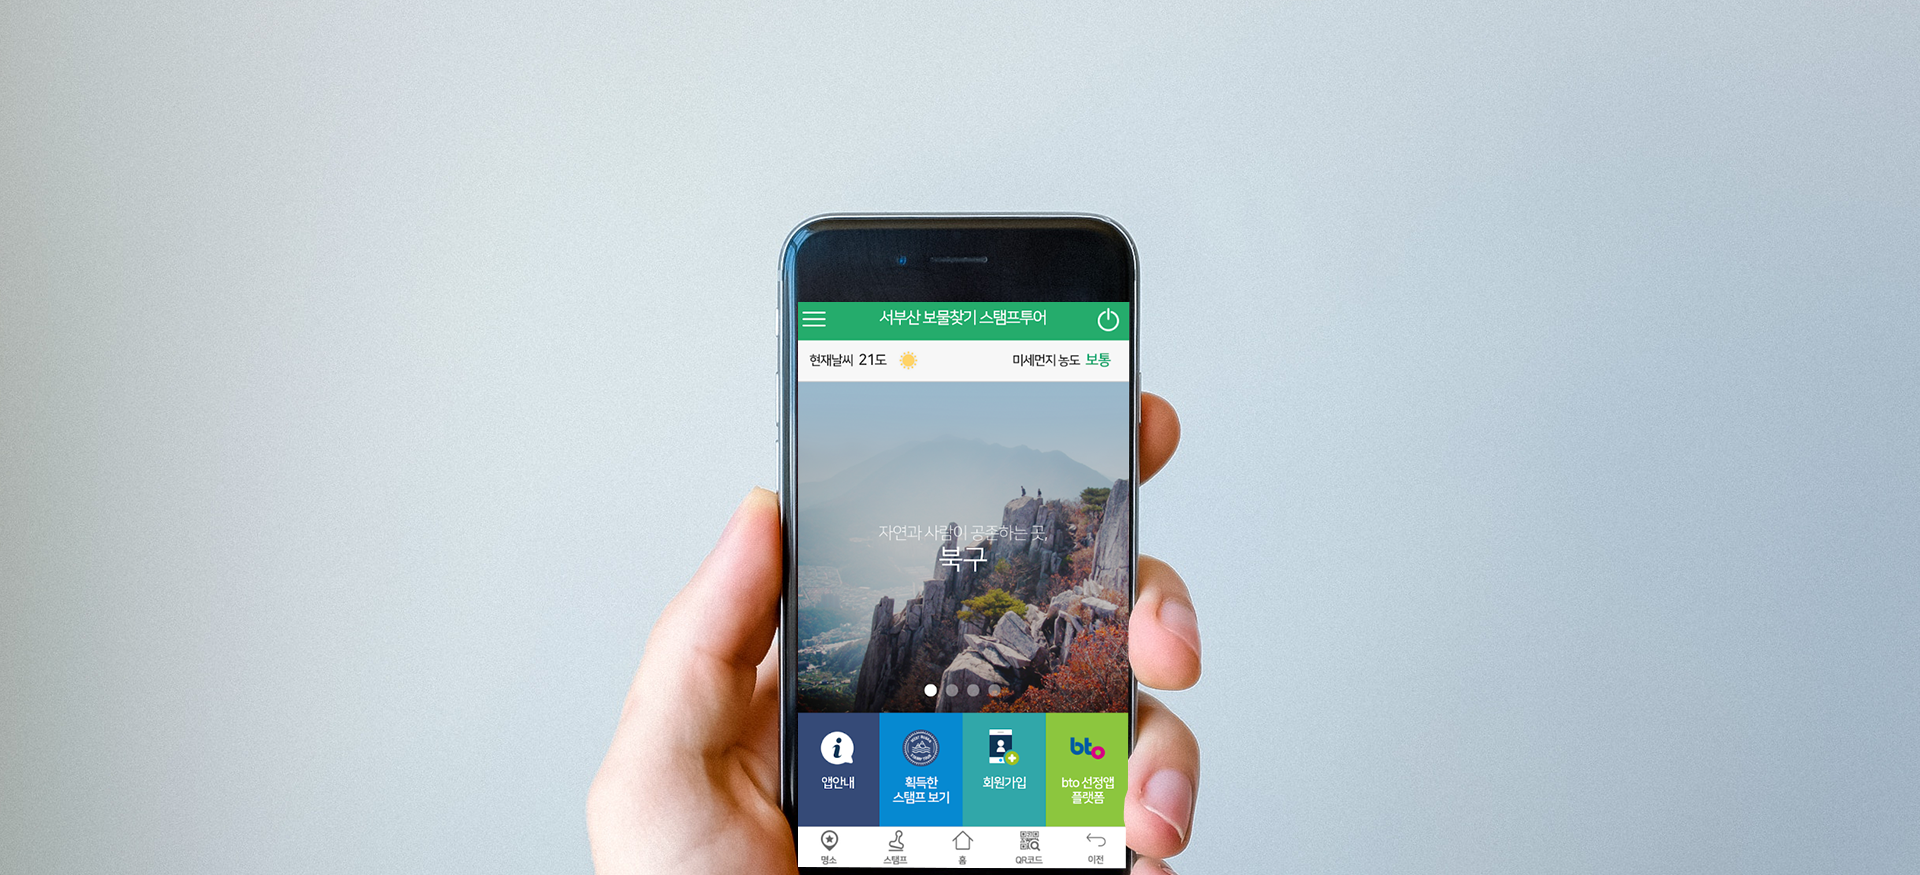 서부산 보물찾기 스탬프투어
현재날씨 21도
미세먼지 농도 보통
자연과 사람이 공존하는 곳,
북구
앱안내
획득한
스탬프 보기
회원가입
bto
bto 선정앱
플랫폼
명소
스탬프
홈
QR코드
이전